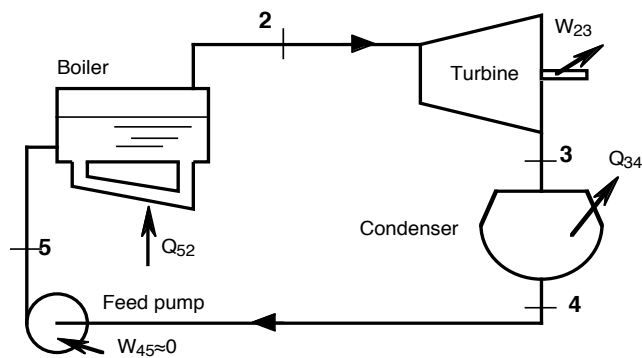 2
W23
Boiler
Turbine
3
Q34
Condenser
5
Q52
4
Feed pump
W45≈0